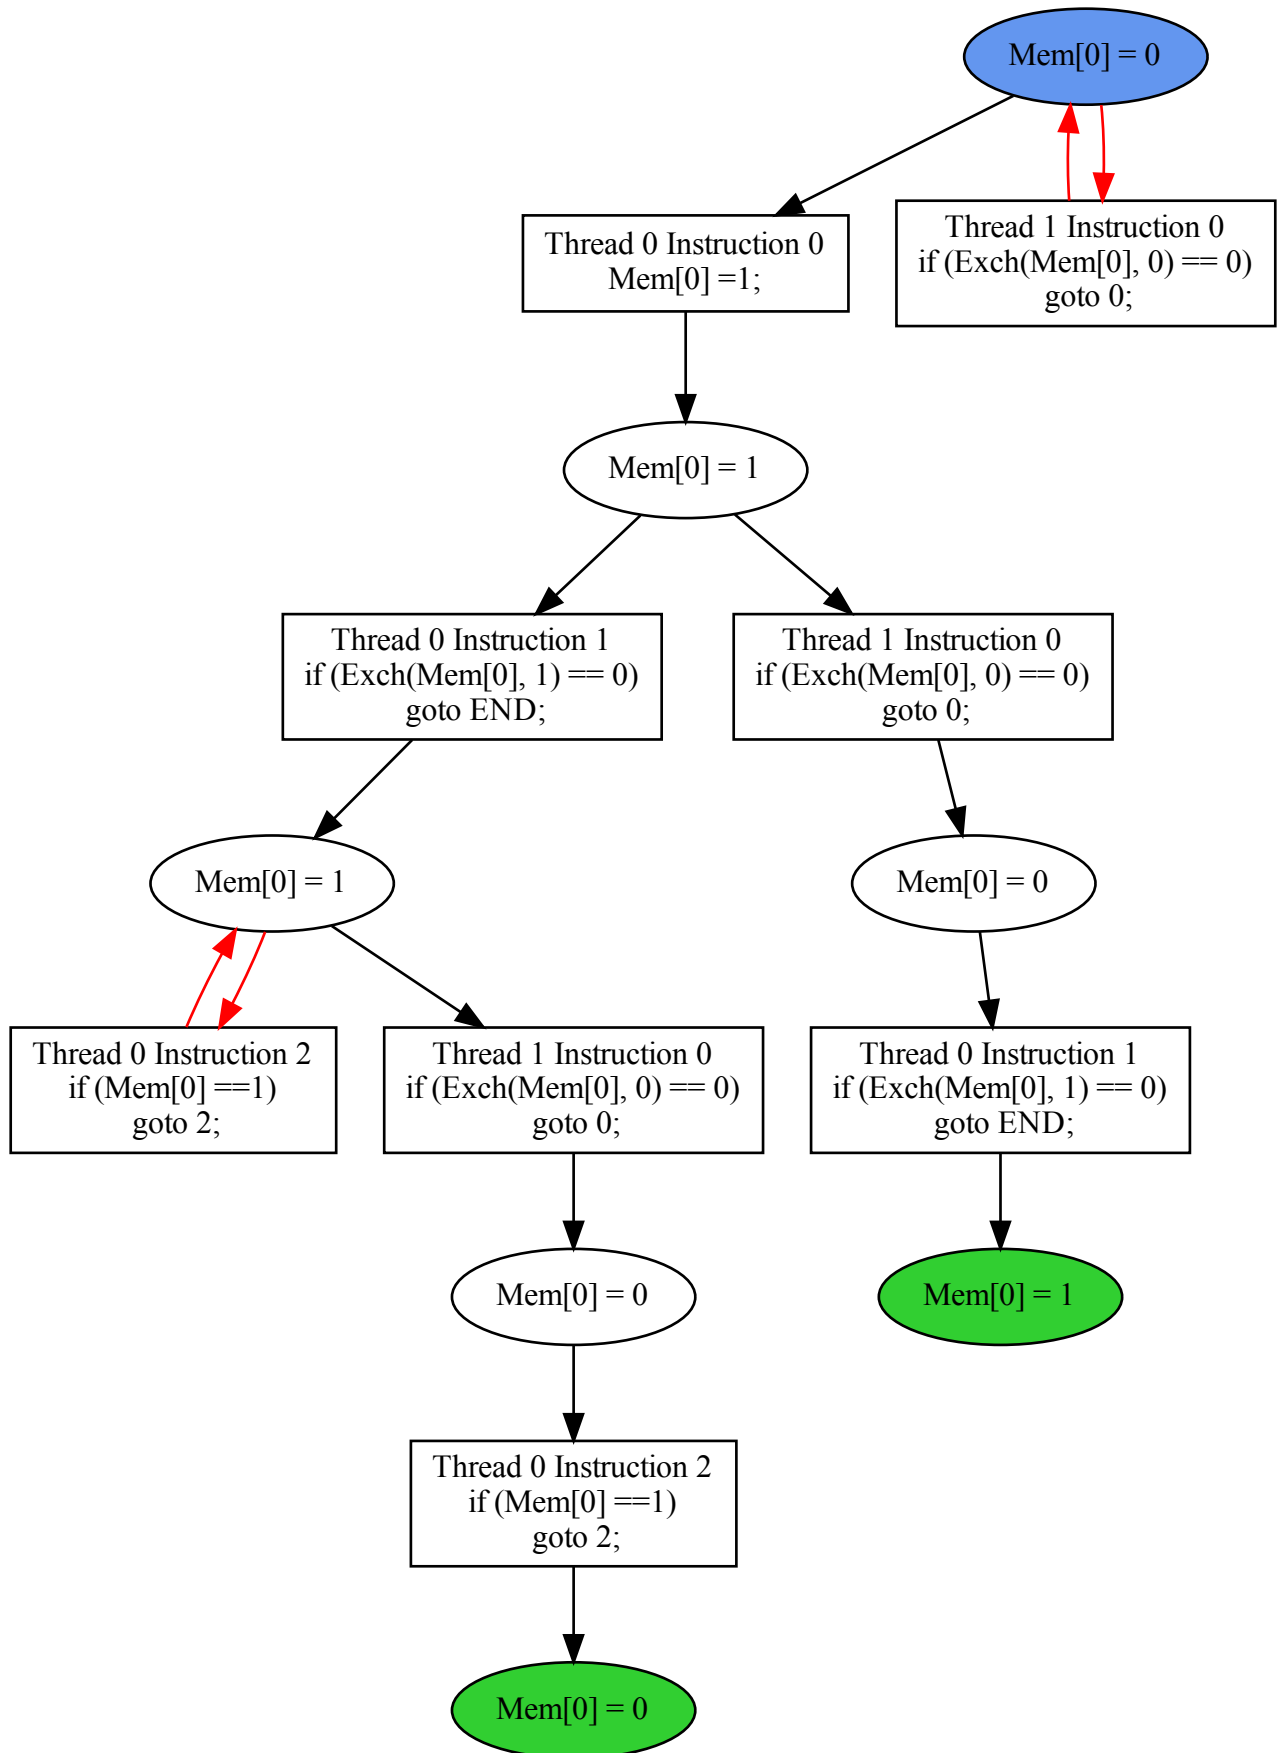 Mem[0] = 0
Thread 0 Instruction 0
Mem[0] =1;
Thread 1 Instruction 0
if (Exch(Mem[0], 0) == 0)
goto 0;
Mem[0] = 1
Thread 0 Instruction 1
if (Exch(Mem[0], 1) == 0)
goto END;
Thread 1 Instruction 0
if (Exch(Mem[0], 0) == 0)
goto 0;
Mem[0] = 1
Mem[0] = 0
Thread 0 Instruction 2
if (Mem[0] ==1)
goto 2;
Thread 1 Instruction 0
if (Exch(Mem[0], 0) == 0)
goto 0;
Thread 0 Instruction 1
if (Exch(Mem[0], 1) == 0)
goto END;
Mem[0] = 0
Mem[0] = 1
Thread 0 Instruction 2
if (Mem[0] ==1)
goto 2;
Mem[0] = 0